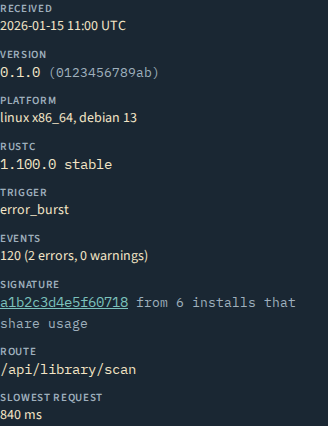 RECEIVED
2026-01-15 11:00 UTC
VERSION
0.1.0 (0123456789ab)
PLATFORM
linux x86_64, debian 13
RUSTC
1.100.0 stable
TRIGGER
error_burst
EVENTS
120 (2 errors, 0 warnings)
SIGNATURE
a1b2c3d4e5f60718 from 6 installs that
share usage
ROUTE
/api/library/scan
SLOWEST REQUEST
840 ms